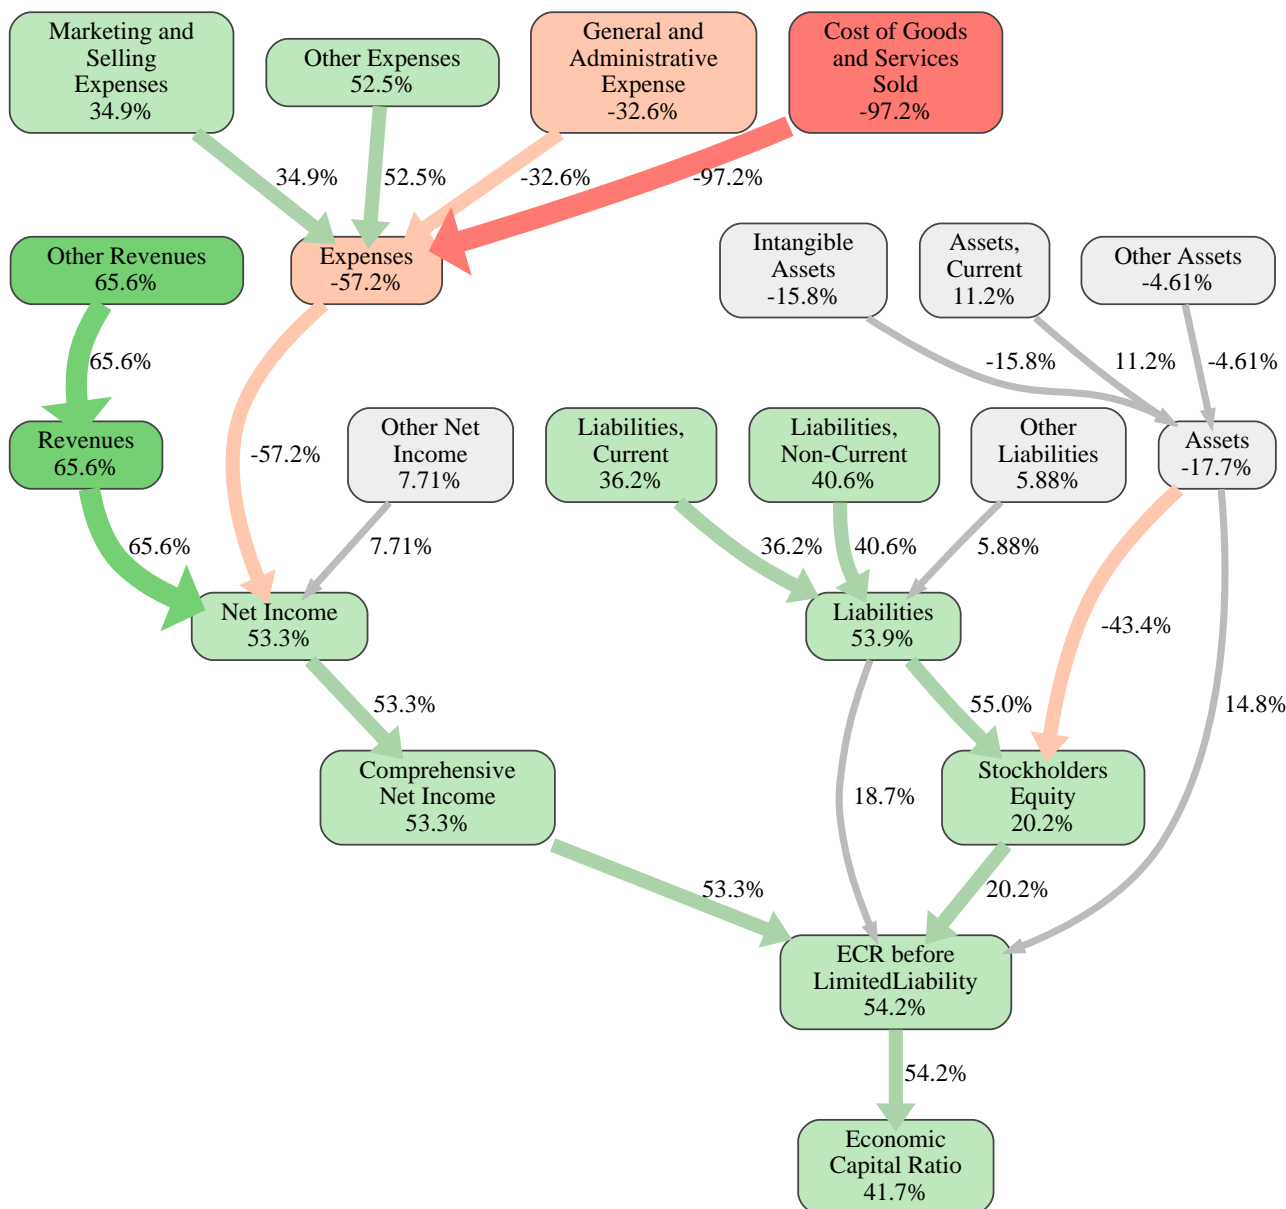 Marketing and
Selling
Expenses
34.9%
Other Expenses
52.5%
General and
Administrative
Expense
-32.6%
Cost of Goods
and Services
Sold
-97.2%
34.9%
52.5%
-32.6%
-97.2%
Other Revenues
65.6%
Expenses
-57.2%
Intangible
Assets
-15.8%
Assets,
Current
11.2%
Other Assets
-4.61%
65.6%
-15.8%
11.2%
-4.61%
Revenues
65.6%
-57.2%
Other Net
Income
7.71%
Liabilities,
Current
36.2%
Liabilities,
Non-Current
40.6%
Other
Liabilities
5.88%
Assets
-17.7%
65.6%
7.71%
36.2%
40.6%
5.88%
Net Income
53.3%
Liabilities
53.9%
-43.4%
53.3%
55.0%
14.8%
Comprehensive
Net Income
53.3%
18.7%
Stockholders
Equity
20.2%
53.3%
20.2%
ECR before
LimitedLiability
54.2%
54.2%
Economic
Capital Ratio
41.7%